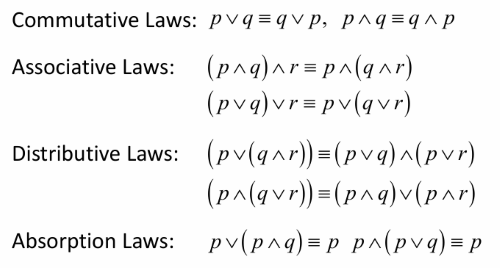 Commutative Laws: p ∨ q ≡ q ∨ p, p ∧ q ≡ q ∧ p
Associative Laws: (p ∧ q) ∧ r ≡ p ∧ (q ∧ r)
(p ∨ q) ∨ r ≡ p ∨ (q ∨ r)
Distributive Laws: (p ∨ (q ∧ r)) ≡ (p ∨ q) ∧ (p ∨ r)
(p ∧ (q ∨ r)) ≡ (p ∧ q) ∨ (p ∧ r)
Absorption Laws: p ∨ (p ∧ q) ≡ p p ∧ (p ∨ q) ≡ p